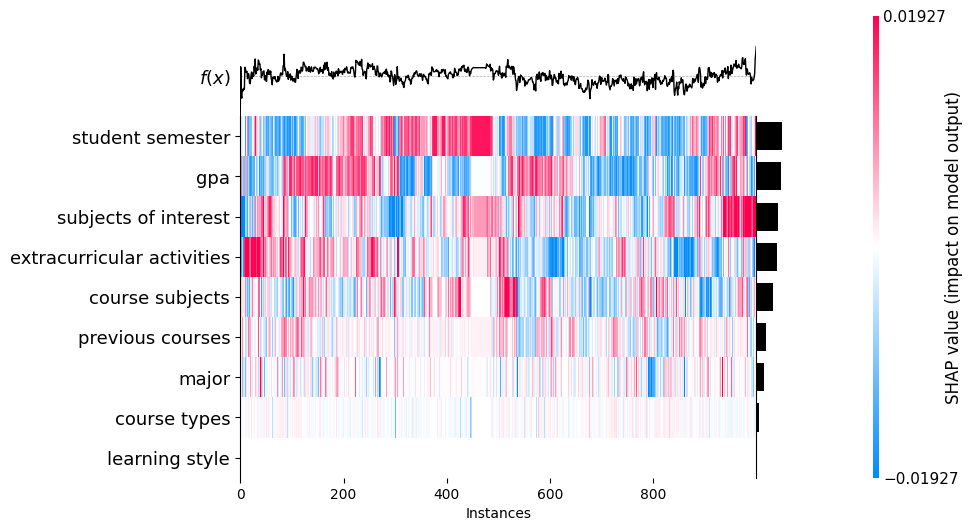 0.01927
f(x)
student semester
gpa
subjects of interest
extracurricular activities
course subjects
previous courses
major
course types
learning style
0 200 400 600 800
Instances
SHAP value (impact on model output)
−0.01927